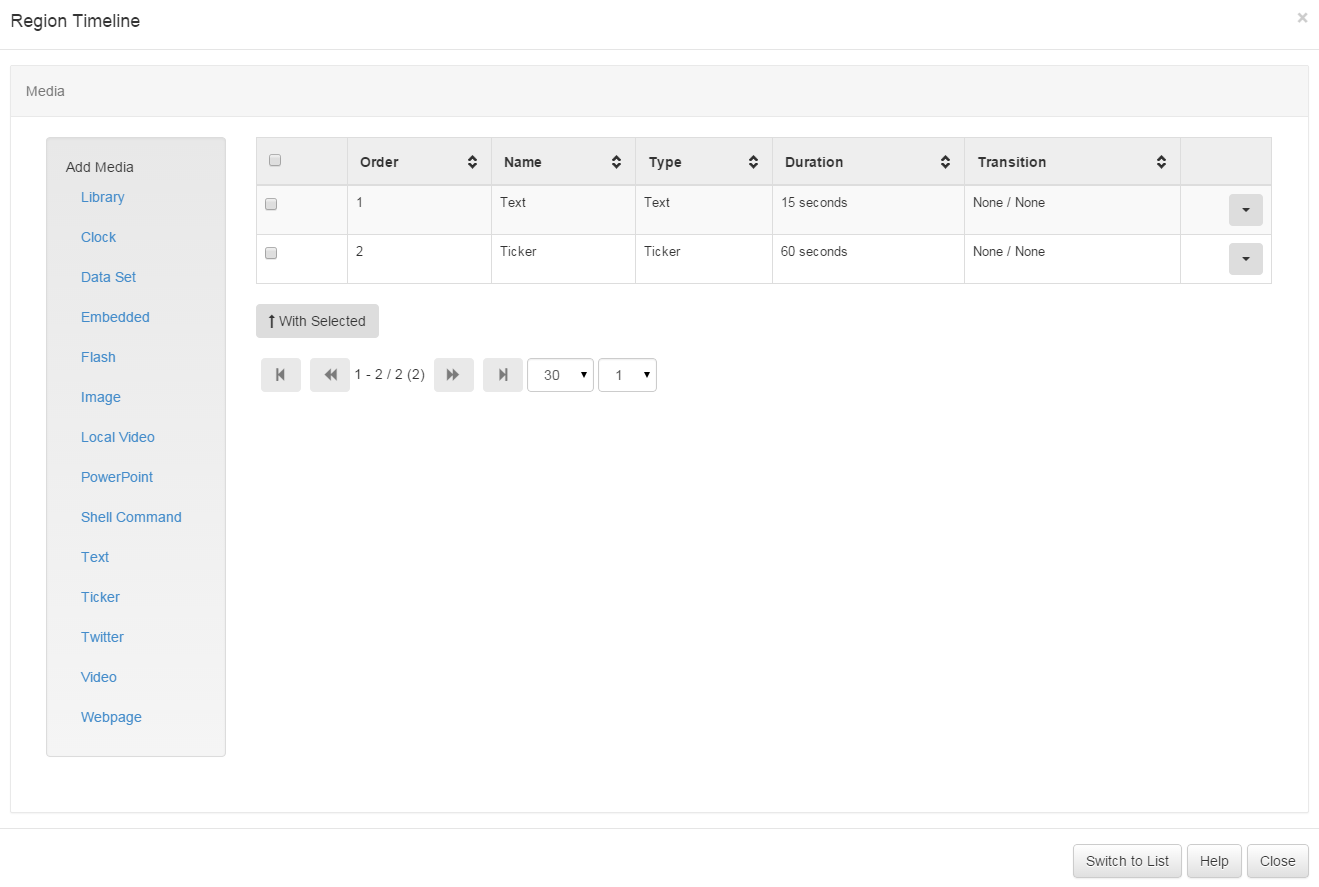 Region Timeline
×
Media
Add Media
Library
Clock
Data Set
Embedded
Flash
Image
Local Video
PowerPoint
Shell Command
Text
Ticker
Twitter
Video
Webpage
Order Name Type Duration Transition
1 Text Text 15 seconds None / None
2 Ticker Ticker 60 seconds None / None
With Selected
1 - 2 / 2 (2) 30 1
Switch to List Help Close